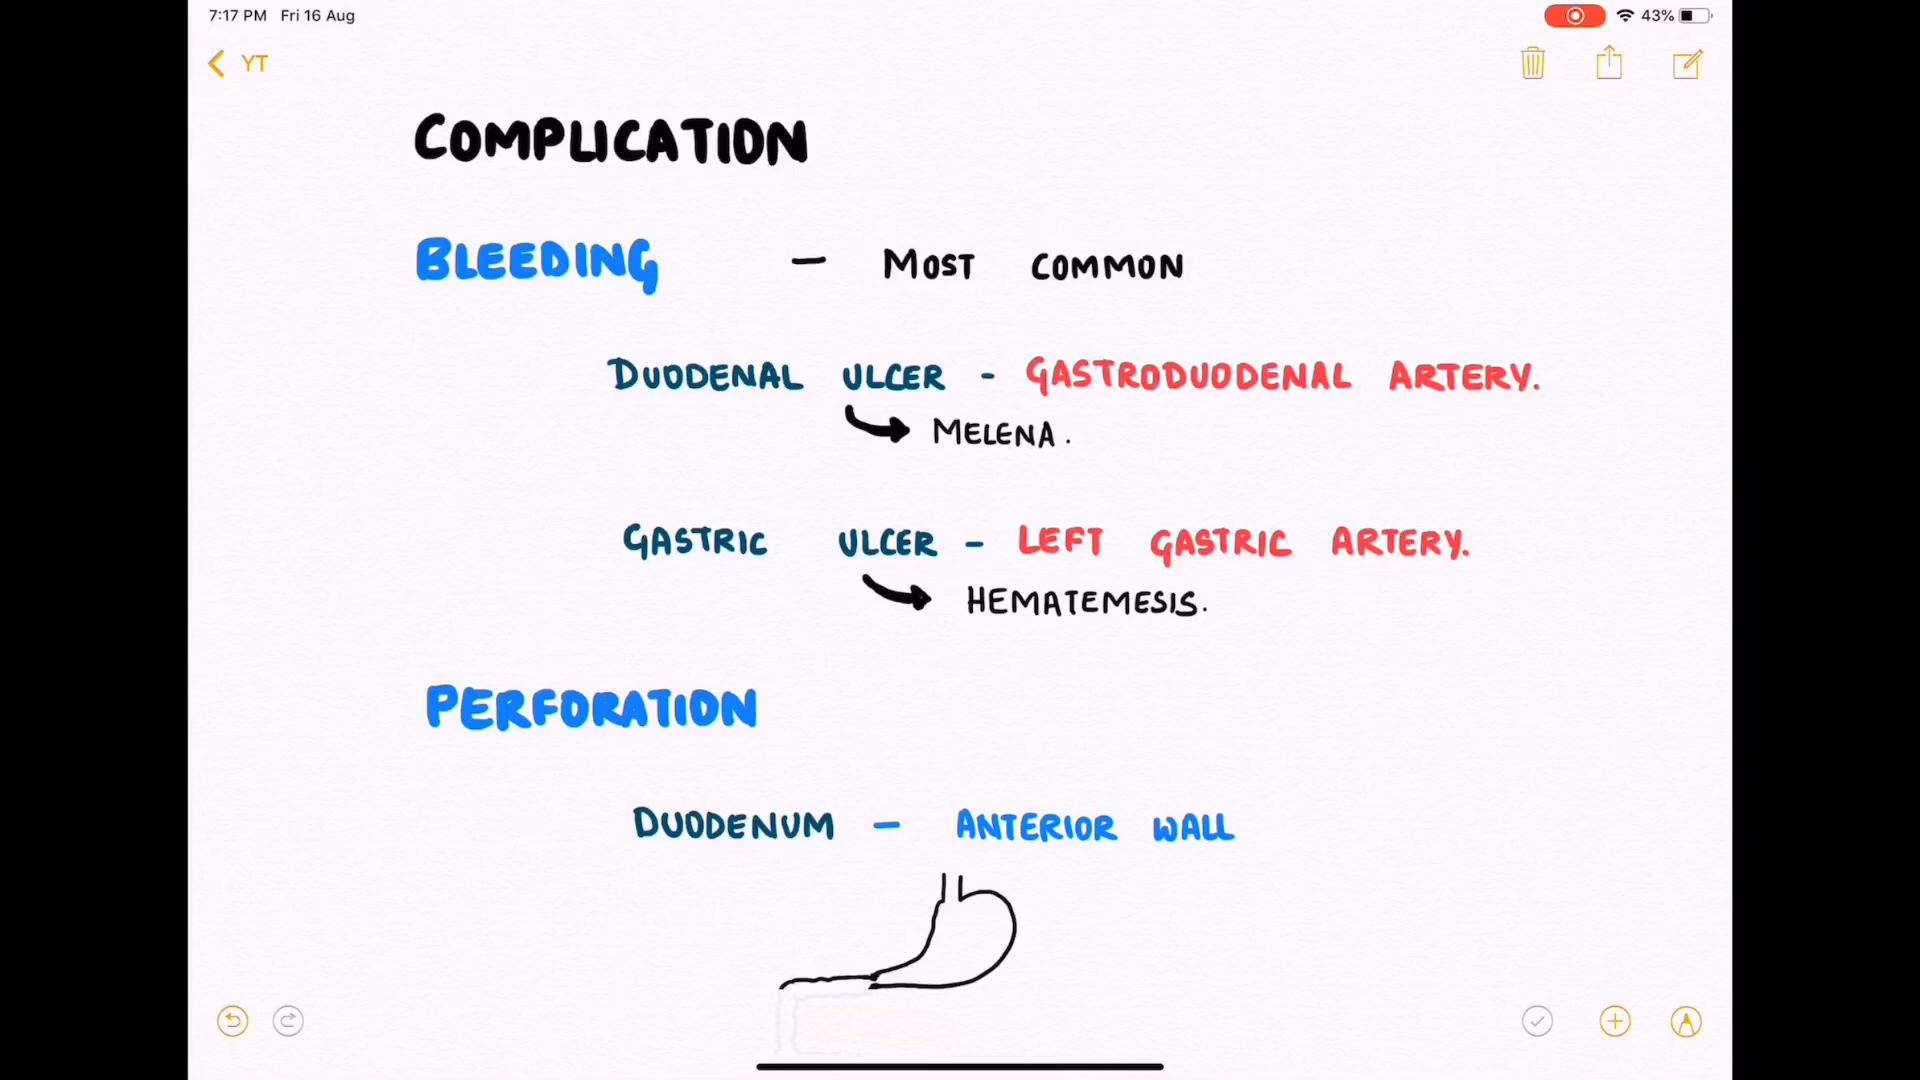 7:17 PM Fri 16 Aug
43%
YT
COMPLICATION
BLEEDING - MOST COMMON
DUODENAL ULCER - GASTRODUODENAL ARTERY.
MELENA.
GASTRIC ULCER - LEFT GASTRIC ARTERY.
HEMATEMESIS.
PERFORATION
DUODENUM - ANTERIOR WALL